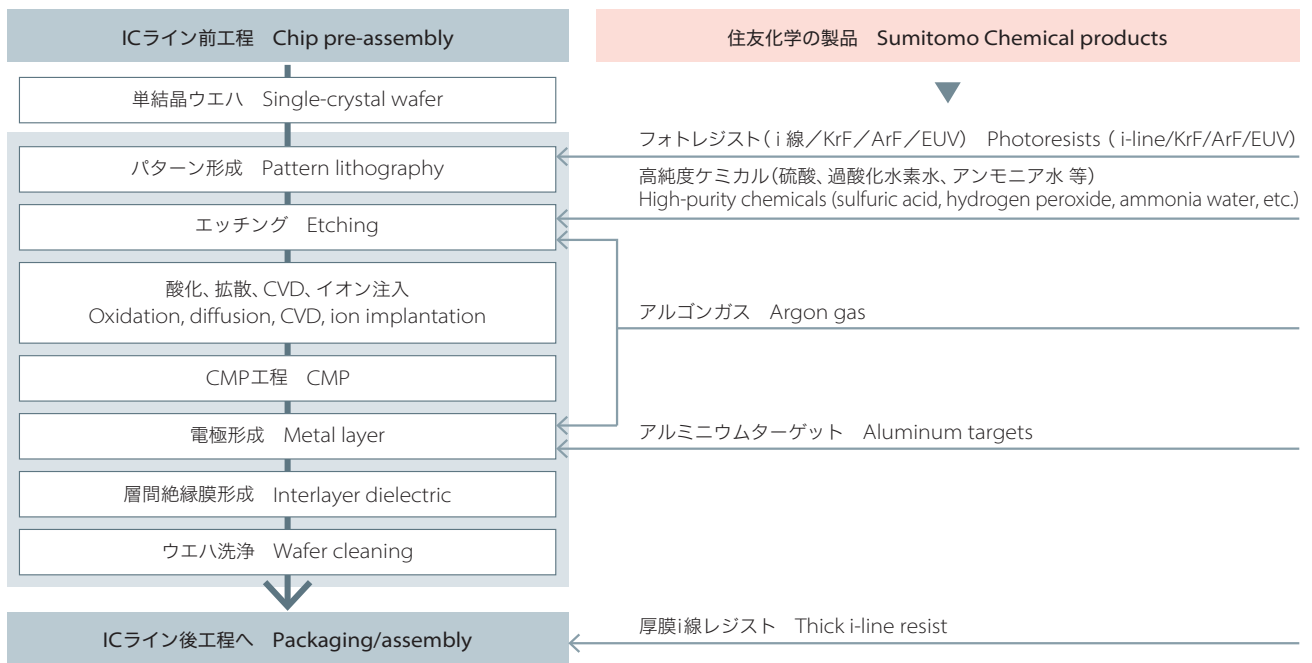 ICライン前工程 Chip pre-assembly
住友化学の製品 Sumitomo Chemical products
単結晶ウエハ Single-crystal wafer
フォトレジスト(i線／KrF／ArF／EUV) Photoresists ( i-line/KrF/ArF/EUV)
パターン形成 Pattern lithography
高純度ケミカル(硫酸、過酸化水素水、アンモニア水 等)
High-purity chemicals (sulfuric acid, hydrogen peroxide, ammonia water, etc.)
エッチング Etching
酸化、拡散、CVD、イオン注入
Oxidation, diffusion, CVD, ion implantation
アルゴンガス Argon gas
CMP工程 CMP
電極形成 Metal layer
アルミニウムターゲット Aluminum targets
層間絶縁膜形成 Interlayer dielectric
ウエハ洗浄 Wafer cleaning
ICライン後工程へ Packaging/assembly
厚膜i線レジスト Thick i-line resist